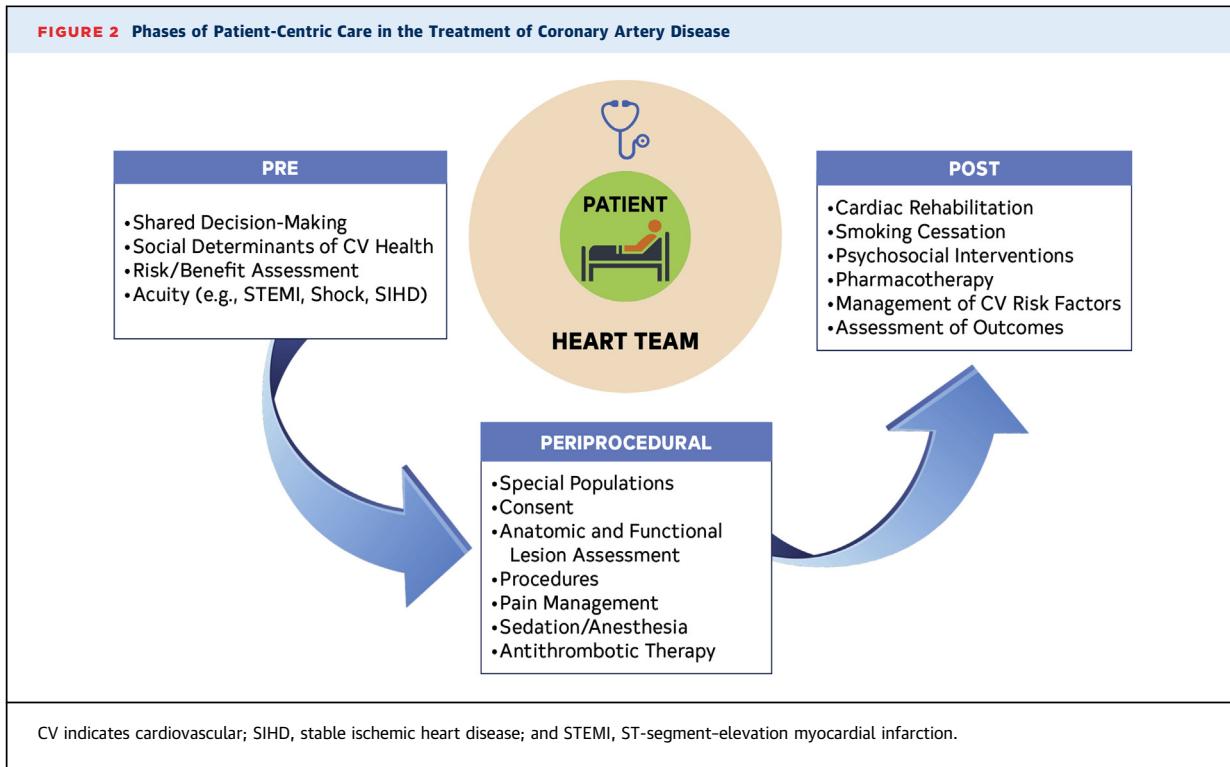 FIGURE 2 Phases of Patient-Centric Care in the Treatment of Coronary Artery Disease
PRE
•Shared Decision-Making
•Social Determinants of CV Health
•Risk/Benefit Assessment
•Acuity (e.g., STEMI, Shock, SIHD)
PATIENT
HEART TEAM
POST
•Cardiac Rehabilitation
•Smoking Cessation
•Psychosocial Interventions
•Pharmacotherapy
•Management of CV Risk Factors
•Assessment of Outcomes
PERIPROCEDURAL
•Special Populations
•Consent
•Anatomic and Functional
Lesion Assessment
•Procedures
•Pain Management
•Sedation/Anesthesia
•Antithrombotic Therapy
CV indicates cardiovascular; SIHD, stable ischemic heart disease; and STEMI, ST-segment-elevation myocardial infarction.